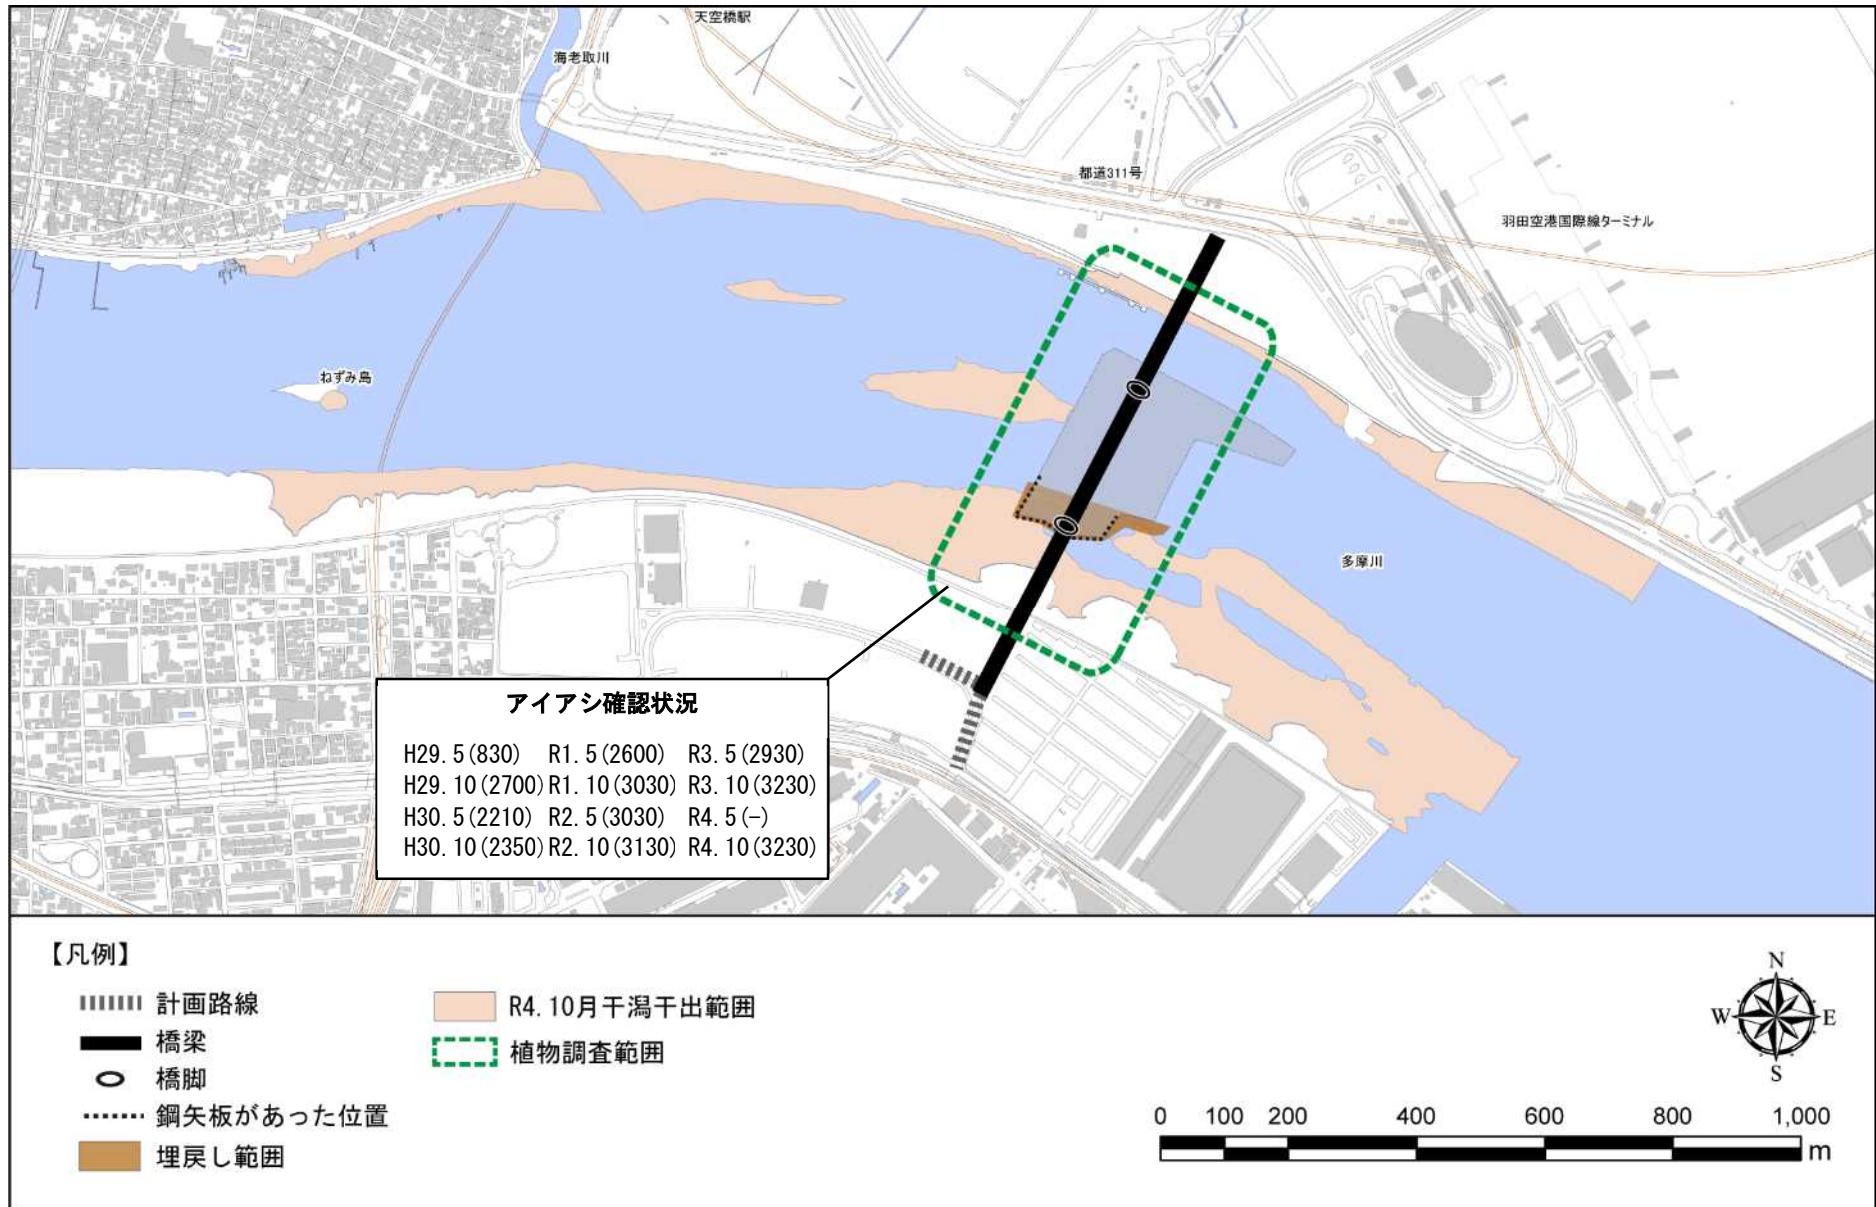 天空橋駅
海老取川
都道311号
羽田空港国際線ターミナル
ねずみ島
多摩川
アイアシ確認状況
H29.5(830) R1.5(2600) R3.5(2930)
H29.10(2700) R1.10(3030) R3.10(3230)
H30.5(2210) R2.5(3030) R4.5(-)
H30.10(2350) R2.10(3130) R4.10(3230)
【凡例】
計画路線
橋梁
橋脚
鋼矢板があった位置
埋戻し範囲
R4.10月干潟干出範囲
植物調査範囲
N
W E
S
0 100 200 400 600 800 1,000
m